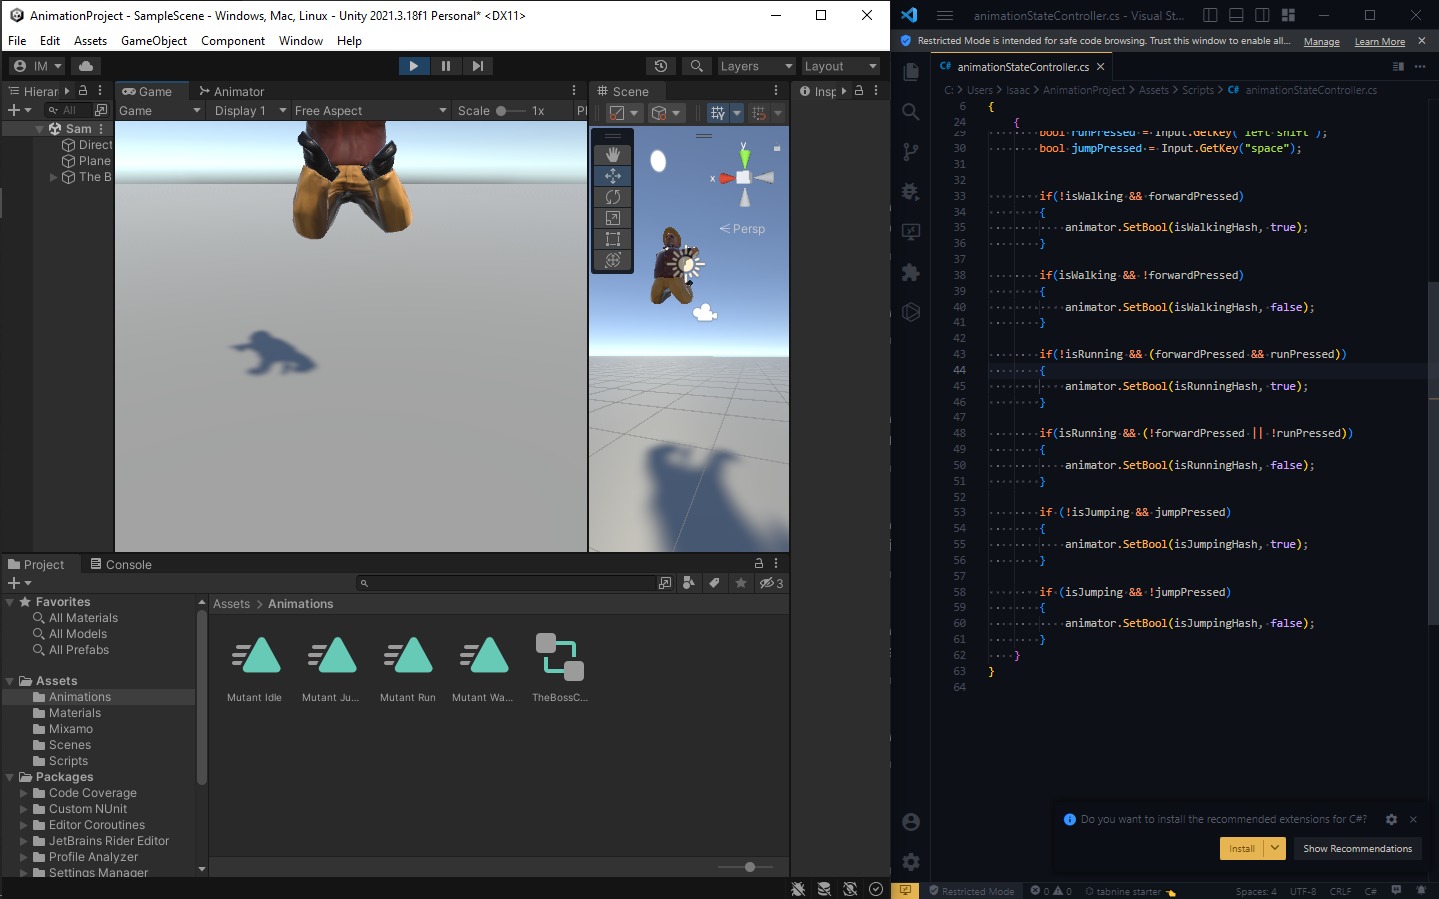 AnimationProject - SampleScene - Windows, Mac, Linux - Unity 2021.3.18f1 Personal* <DX11>
File Edit Assets GameObject Component Window Help
IM Layers Layout
Hierar
All
Sam
Direct
Plane
The B
Game Animator
Game Display 1 Free Aspect Scale 1x Pl
Scene
Insp
y
x
Persp
Project Console
3
Favorites
All Materials
All Models
All Prefabs
Assets
Animations
Materials
Mixamo
Scenes
Scripts
Packages
Code Coverage
Custom NUnit
Editor Coroutines
JetBrains Rider Editor
Profile Analyzer
Settings Manager
Assets > Animations
Mutant Idle Mutant Ju... Mutant Run Mutant Wa... TheBossC...
animationStateController.cs - Visual St...
Restricted Mode is intended for safe code browsing. Trust this window to enable all... Manage Learn More
C# animationStateController.cs
C: > Users > Isaac > AnimationProject > Assets > Scripts > C# animationStateController.cs
6 {
24 {
29 bool runPressed = Input.GetKey("left shift");
30 bool jumpPressed = Input.GetKey("space");
31
32
33 if(!isWalking && forwardPressed)
34 {
35 animator.SetBool(isWalkingHash, true);
36 }
37
38 if(isWalking && !forwardPressed)
39 {
40 animator.SetBool(isWalkingHash, false);
41 }
42
43 if(!isRunning && (forwardPressed && runPressed))
44 {
45 animator.SetBool(isRunningHash, true);
46 }
47
48 if(isRunning && (!forwardPressed || !runPressed))
49 {
50 animator.SetBool(isRunningHash, false);
51 }
52
53 if (!isJumping && jumpPressed)
54 {
55 animator.SetBool(isJumpingHash, true);
56 }
57
58 if (isJumping && !jumpPressed)
59 {
60 animator.SetBool(isJumpingHash, false);
61 }
62 }
63 }
64
Do you want to install the recommended extensions for C#?
Install Show Recommendations
Restricted Mode 0 0 tabnine starter Spaces: 4 UTF-8 CRLF C#